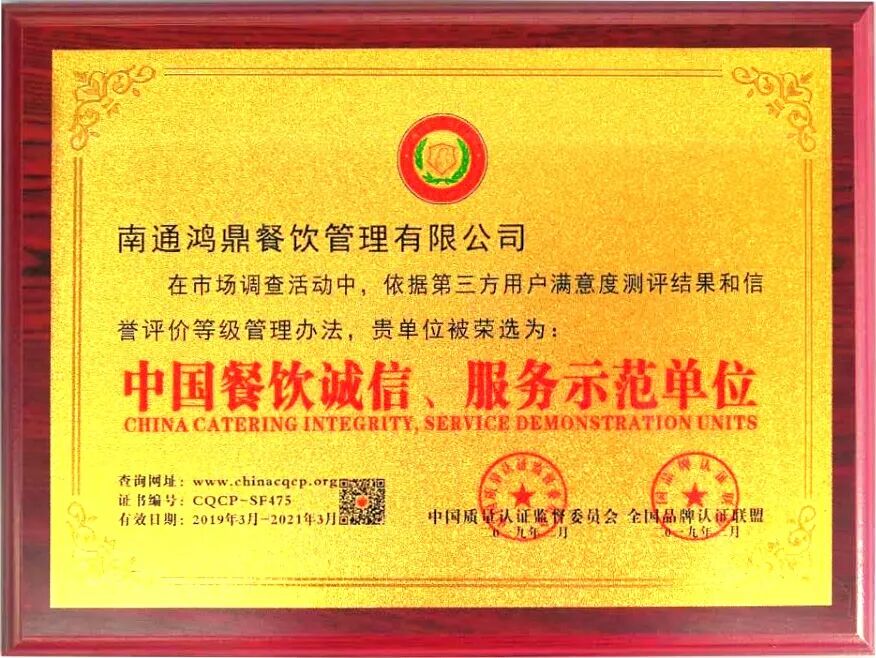 南通鸿鼎餐饮管理有限公司
在市场调查活动中，依据第三方用户满意度测评结果和信
誉评价等级管理办法，贵单位被荣选为：
中国餐饮诚信、服务示范单位
CHINA CATERING INTEGRITY, SERVICE DEMONSTRATION UNITS
查询网址：www.chinacqcp.org
证书编号：CQCP-SF475
有效日期：2019年3月-2021年3月
中国质量认证监督委员会 全国品牌认证联盟